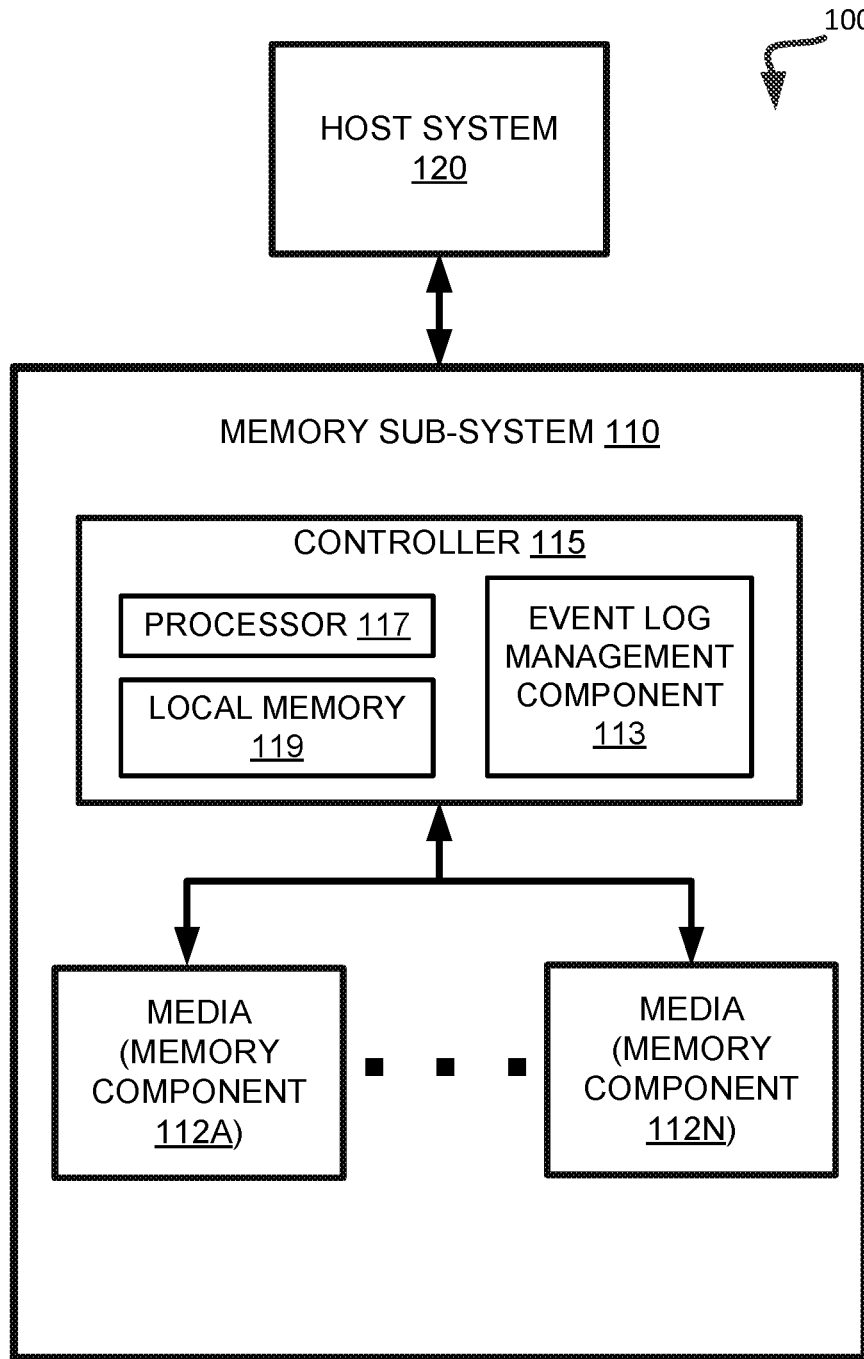 100
HOST SYSTEM
120
MEMORY SUB-SYSTEM 110
CONTROLLER 115
PROCESSOR 117
LOCAL MEMORY
119
EVENT LOG
MANAGEMENT
COMPONENT
113
MEDIA
(MEMORY
COMPONENT
112A)
MEDIA
(MEMORY
COMPONENT
112N)